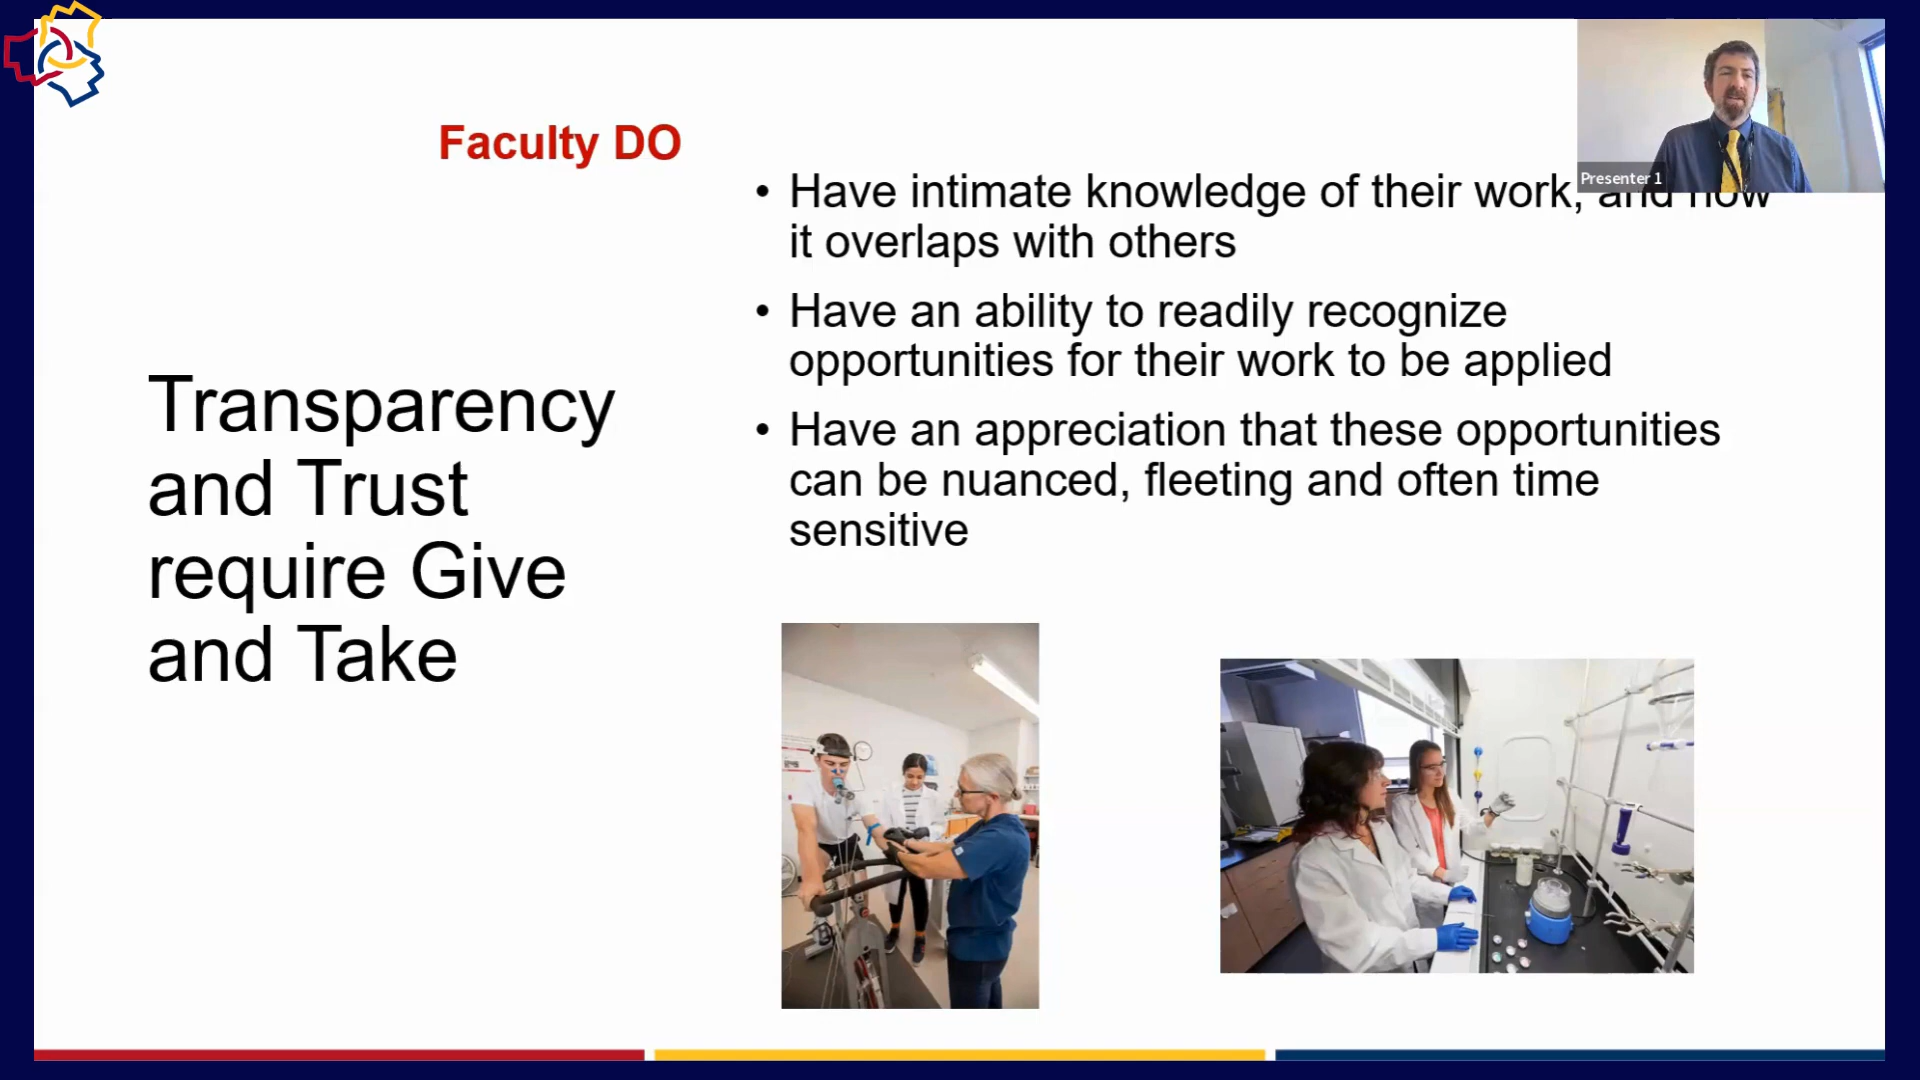 Presenter 1
Faculty DO
Transparency
and Trust
require Give
and Take
• Have intimate knowledge of their work, and how
it overlaps with others
• Have an ability to readily recognize
opportunities for their work to be applied
• Have an appreciation that these opportunities
can be nuanced, fleeting and often time
sensitive